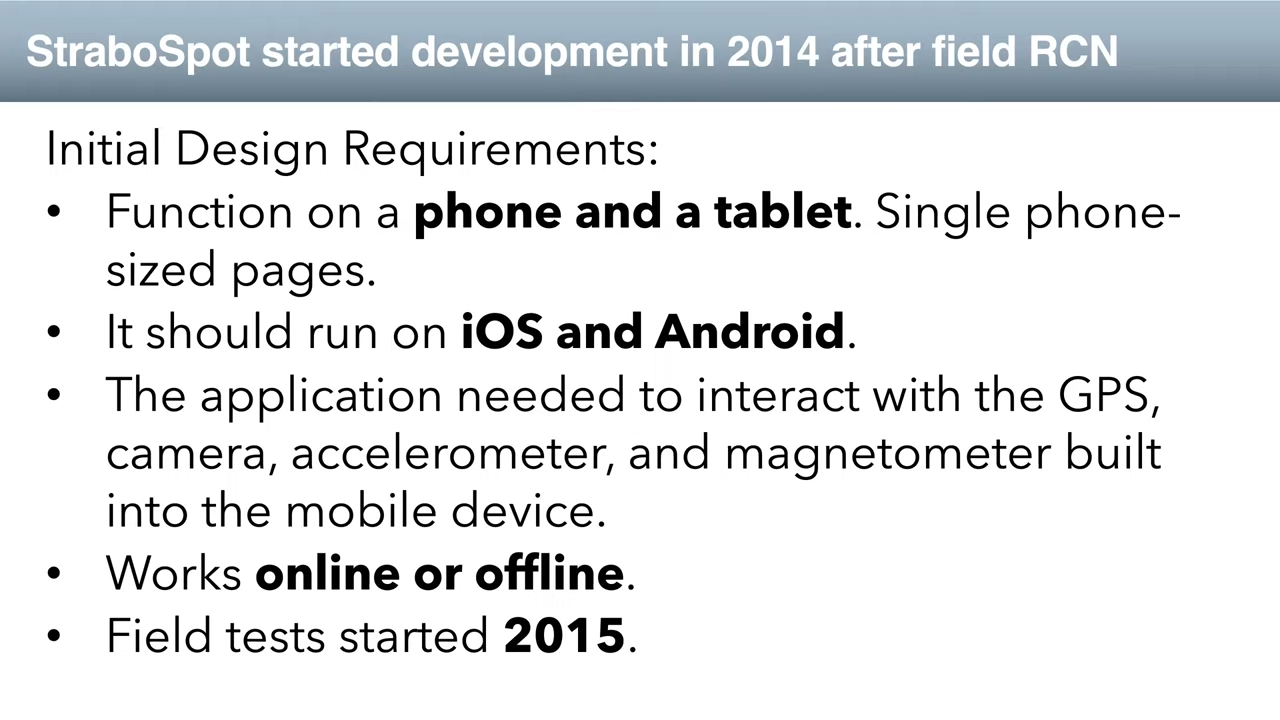 StraboSpot started development in 2014 after field RCN
Initial Design Requirements:
• Function on a phone and a tablet. Single phone-
sized pages.
• It should run on iOS and Android.
• The application needed to interact with the GPS,
camera, accelerometer, and magnetometer built
into the mobile device.
• Works online or offline.
• Field tests started 2015.